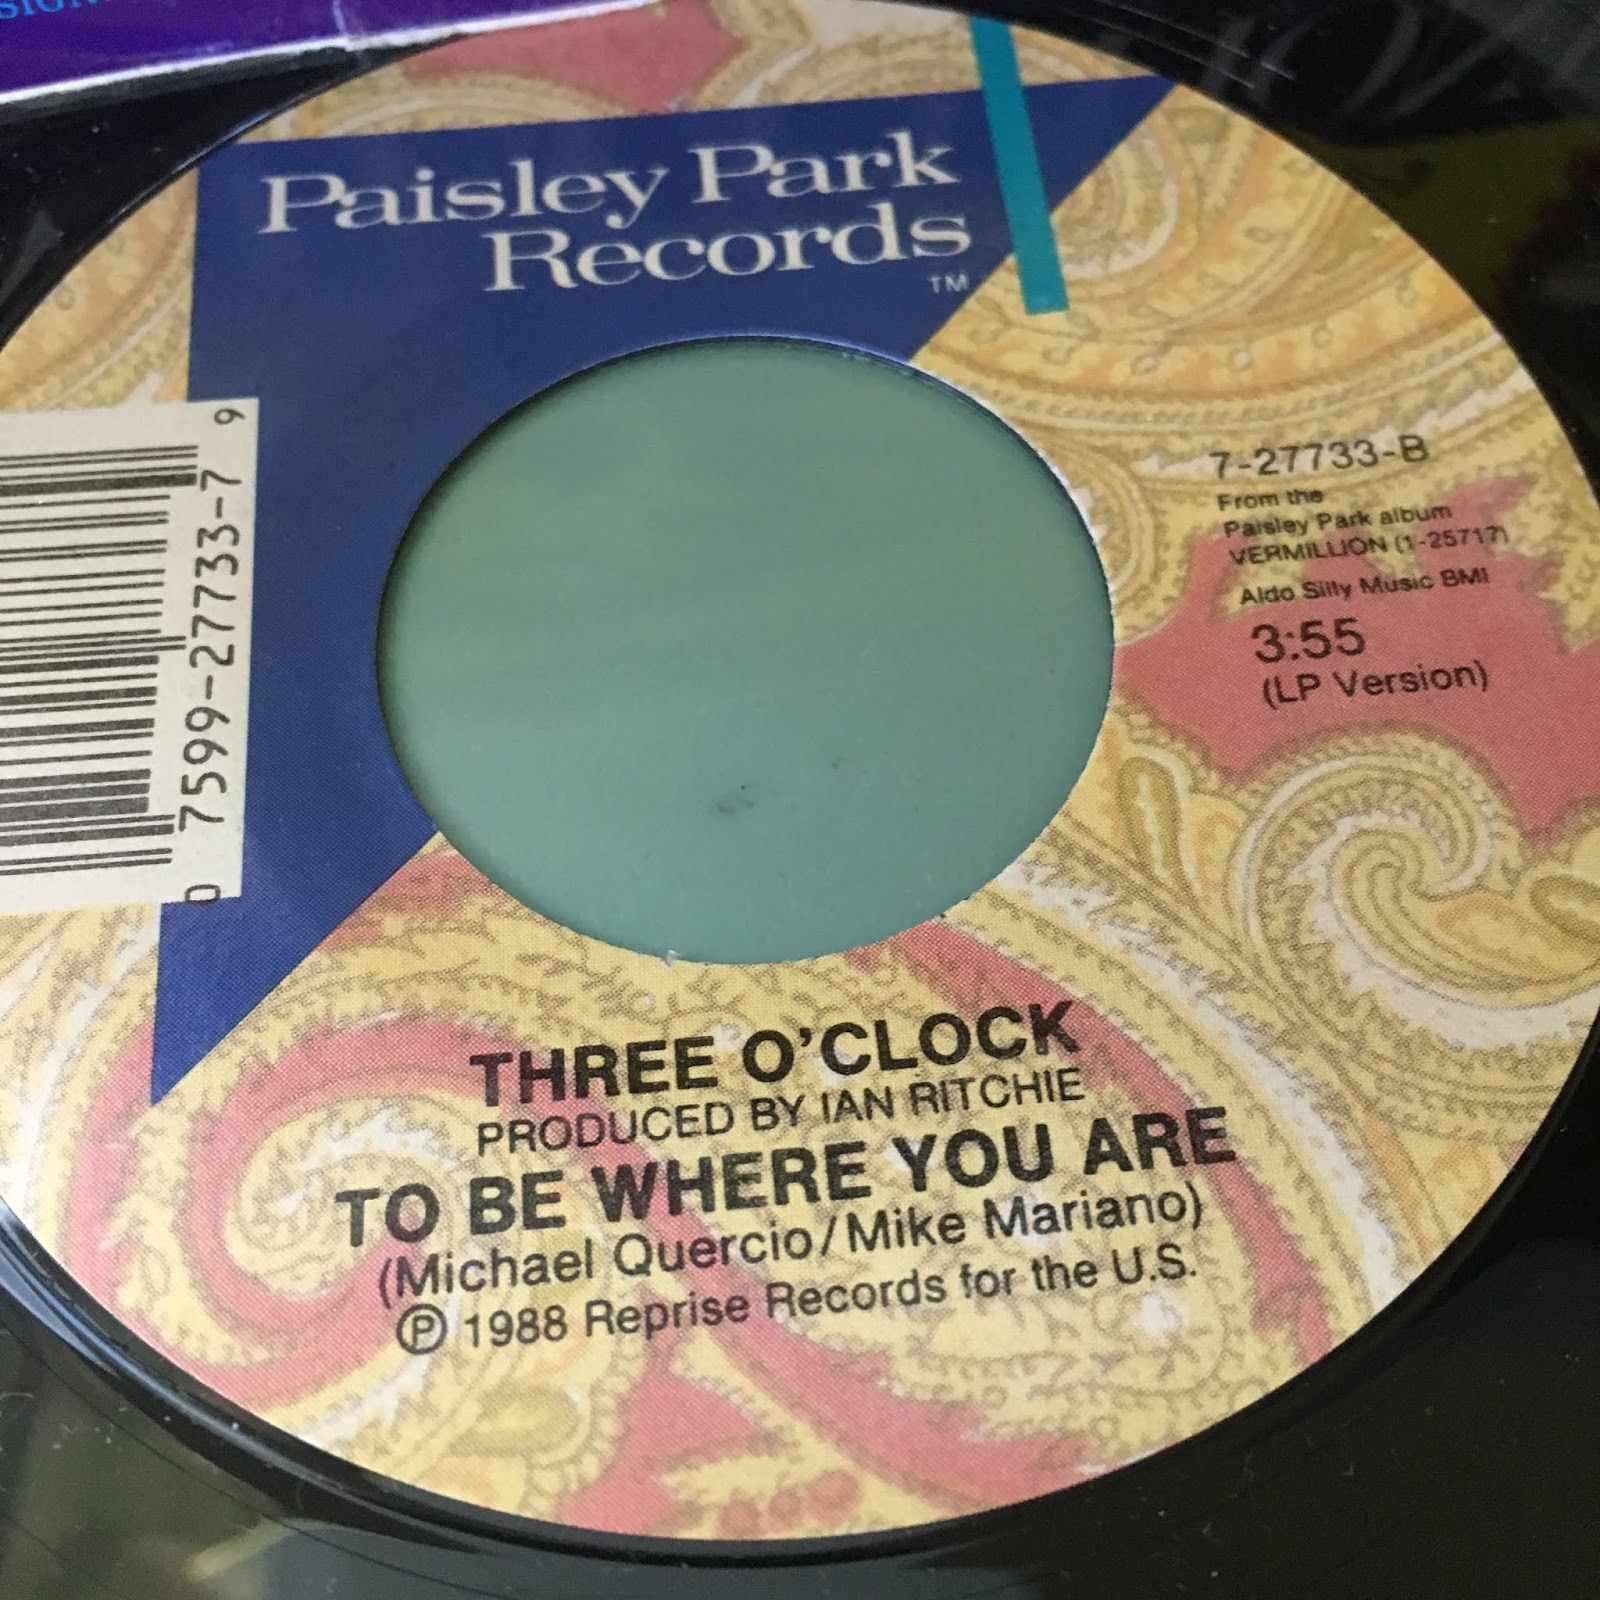 Paisley Park
Records
TM
0 7599-27733-7 9
7-27733-B
From the
Paisley Park album
VERMILLION (1-25717)
Aldo Silly Music BMI
3:55
(LP Version)
THREE O'CLOCK
PRODUCED BY IAN RITCHIE
TO BE WHERE YOU ARE
(Michael Quercio/Mike Mariano)
Ⓟ 1988 Reprise Records for the U.S.